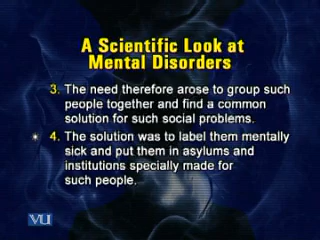 A Scientific Look at
Mental Disorders
3. The need therefore arose to group such
people together and find a common
solution for such social problems.
4. The solution was to label them mentally
sick and put them in asylums and
institutions specially made for
such people.
VU